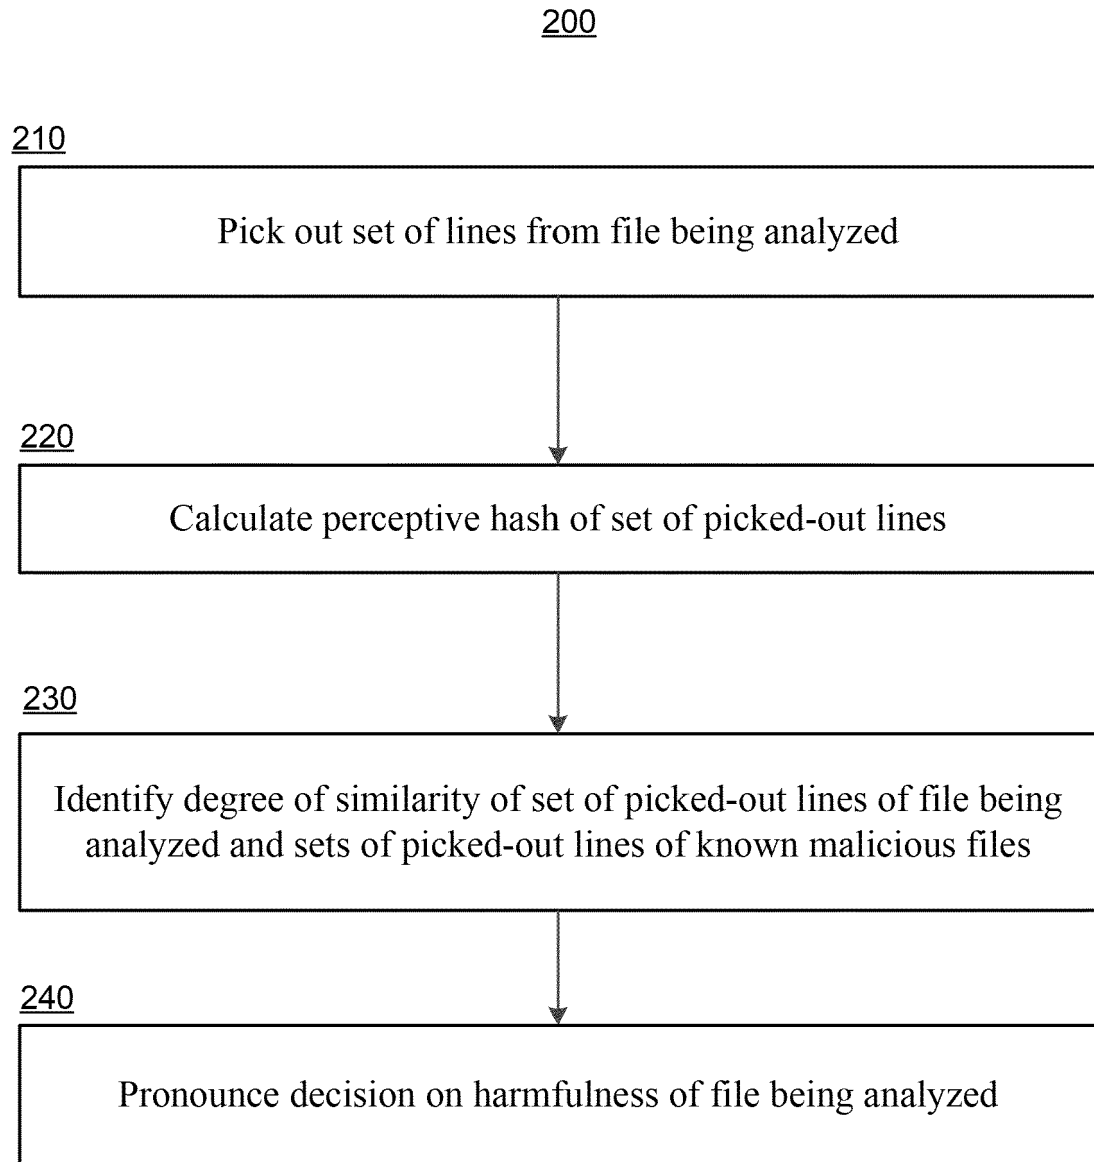 200
210
Pick out set of lines from file being analyzed
220
Calculate perceptive hash of set of picked-out lines
230
Identify degree of similarity of set of picked-out lines of file being
analyzed and sets of picked-out lines of known malicious files
240
Pronounce decision on harmfulness of file being analyzed